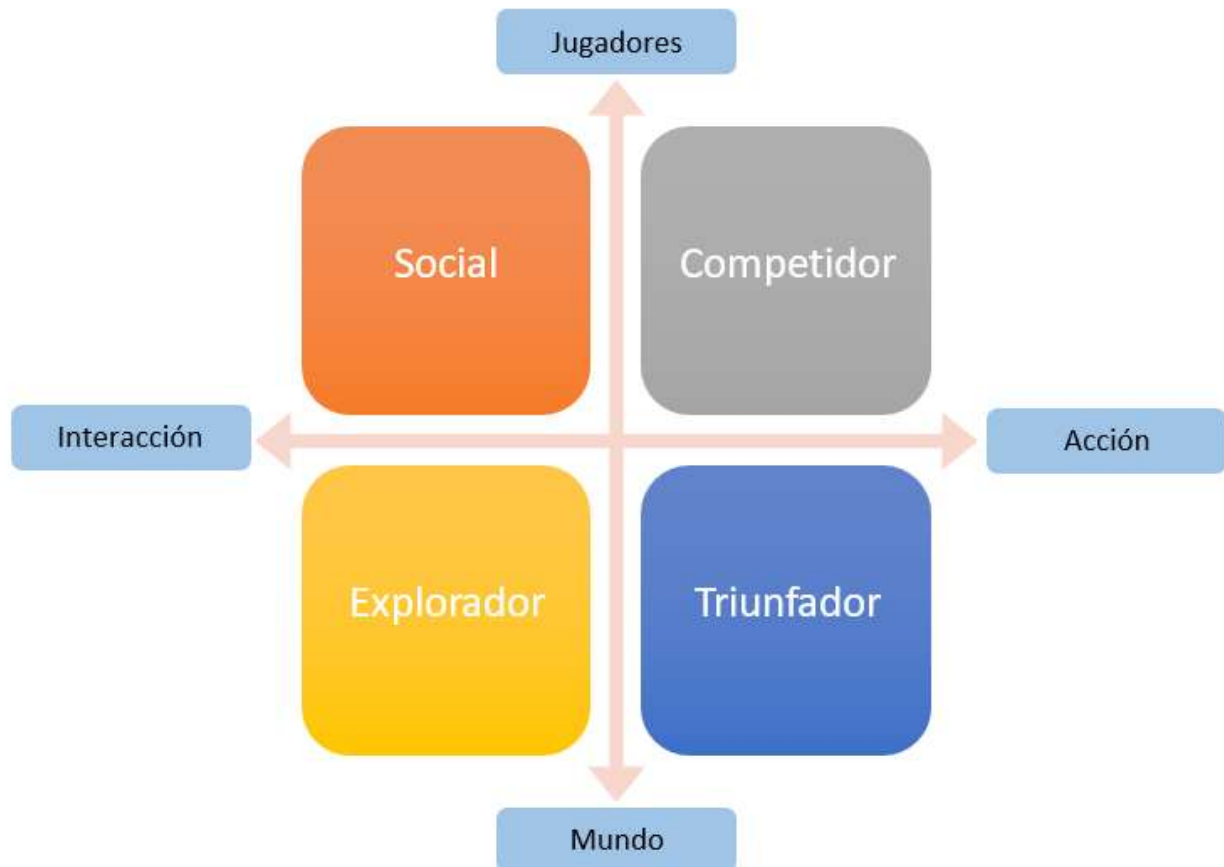 Jugadores
Social
Competidor
Interacción
Acción
Explorador
Triunfador
Mundo